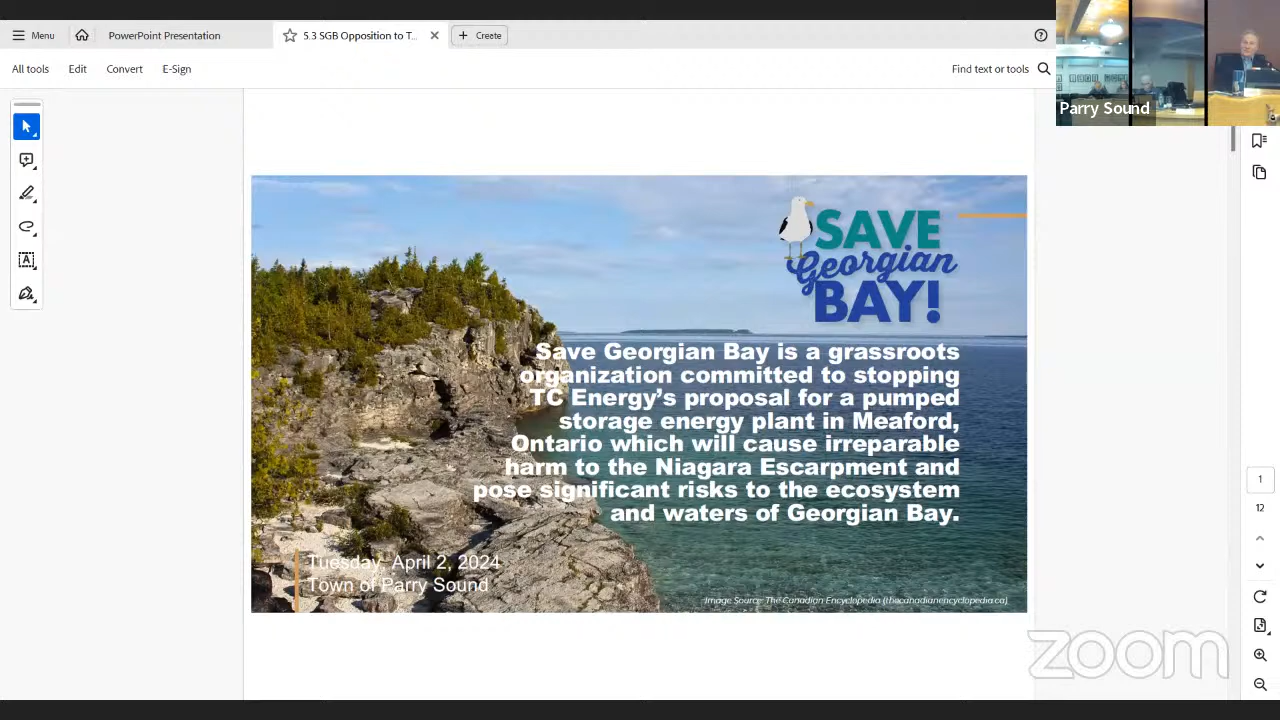 Menu
PowerPoint Presentation
5.3 SGB Opposition to T...
Create
All tools
Edit
Convert
E-Sign
Find text or tools
Parry Sound
SAVE
Georgian
BAY!
Save Georgian Bay is a grassroots
organization committed to stopping
TC Energy's proposal for a pumped
storage energy plant in Meaford,
Ontario which will cause irreparable
harm to the Niagara Escarpment and
pose significant risks to the ecosystem
and waters of Georgian Bay.
Tuesday, April 2, 2024
Town of Parry Sound
Image Source: The Canadian Encyclopedia (thecanadianencyclopedia.ca)
1
12
zoom